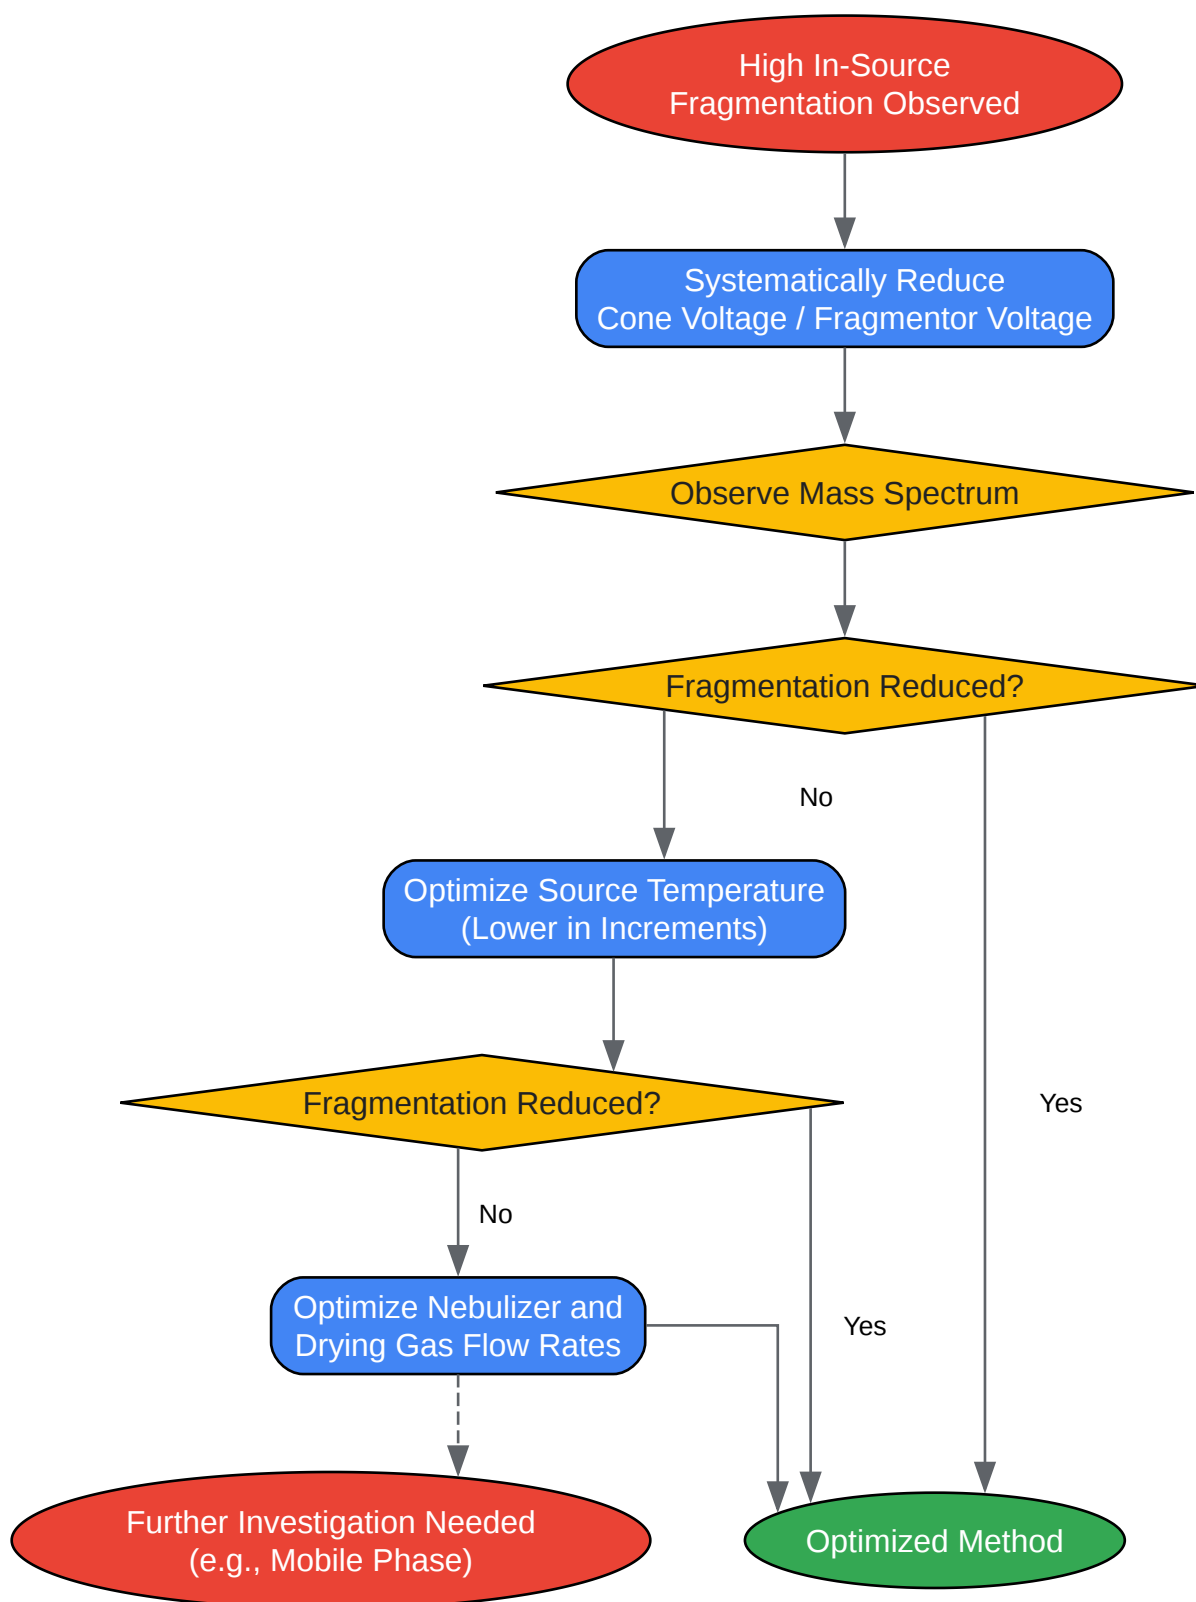 High In-Source
Fragmentation Observed
Systematically Reduce
Cone Voltage / Fragmentor Voltage
Observe Mass Spectrum
Fragmentation Reduced?
No
Optimize Source Temperature
(Lower in Increments)
Fragmentation Reduced?
Yes
No
Optimize Nebulizer and
Drying Gas Flow Rates
Yes
Further Investigation Needed
(e.g., Mobile Phase)
Optimized Method